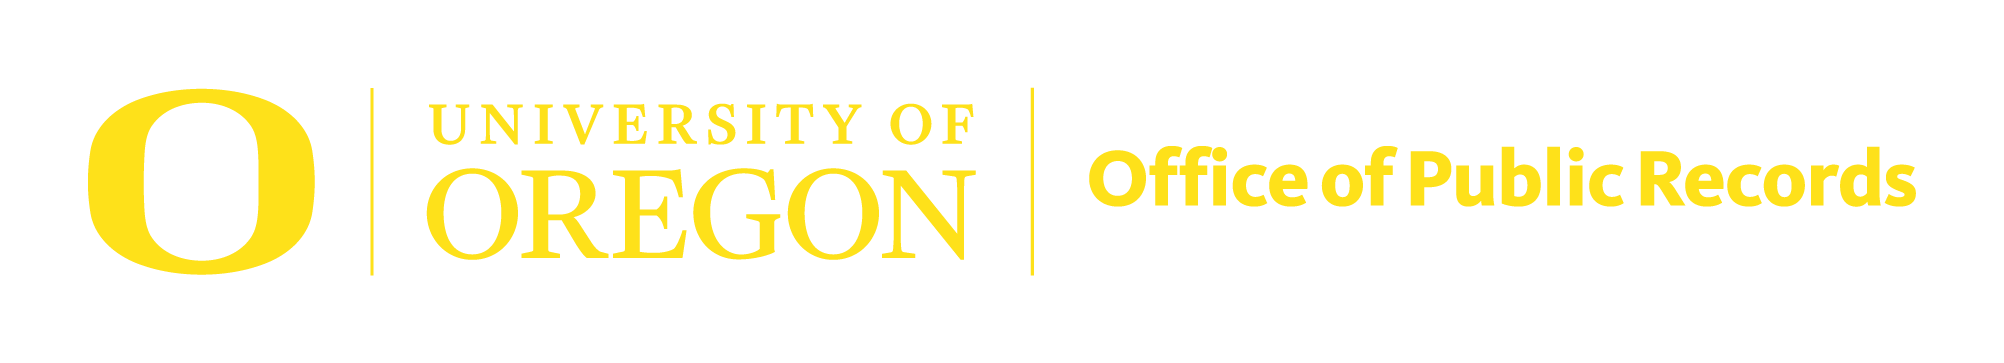 O
UNIVERSITY OF
OREGON
Office of Public Records